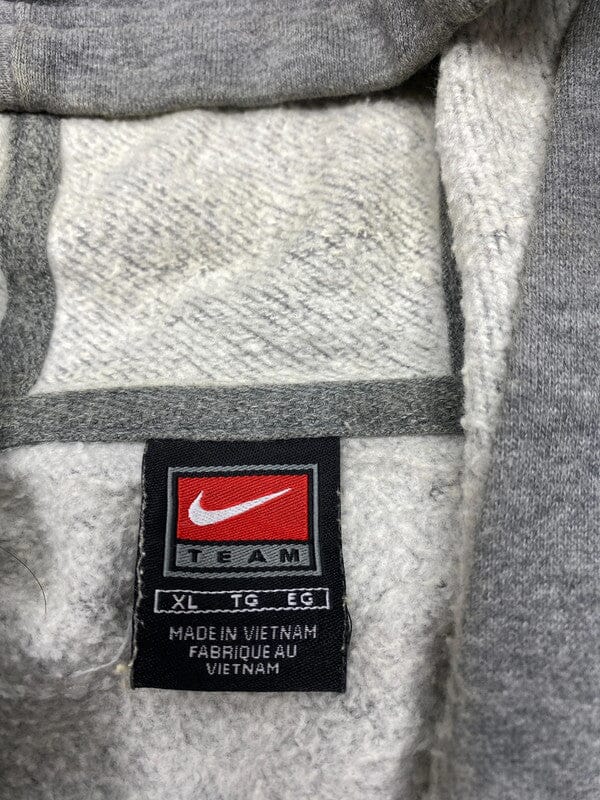 TEAM
XL TG EG
MADE IN VIETNAM
FABRIQUE AU
VIETNAM